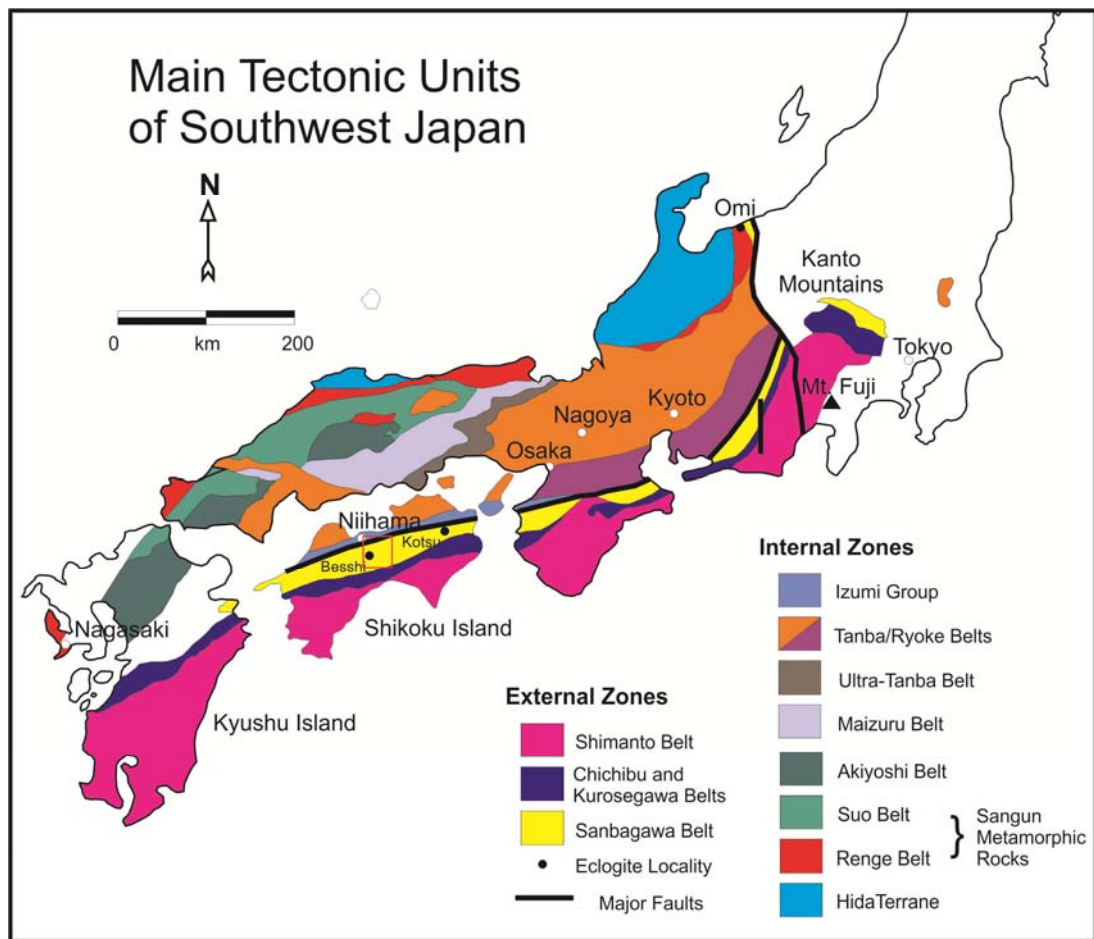 Main Tectonic Units
of Southwest Japan
N
0
km
200
Omi
Kanto
Mountains
Tokyo
Mt. Fuji
Kyoto
Nagoya
Osaka
Niihama
Kotsu
Besshi
Nagasaki
Shikoku Island
Kyushu Island
External Zones
Shimanto Belt
Chichibu and
Kurosegawa Belts
Sanbagawa Belt
Eclogite Locality
Major Faults
Internal Zones
Izumi Group
Tanba/Ryoke Belts
Ultra-Tanba Belt
Maizuru Belt
Akiyoshi Belt
Suo Belt
Renge Belt
} Sangun
Metamorphic
Rocks
HidaTerrane